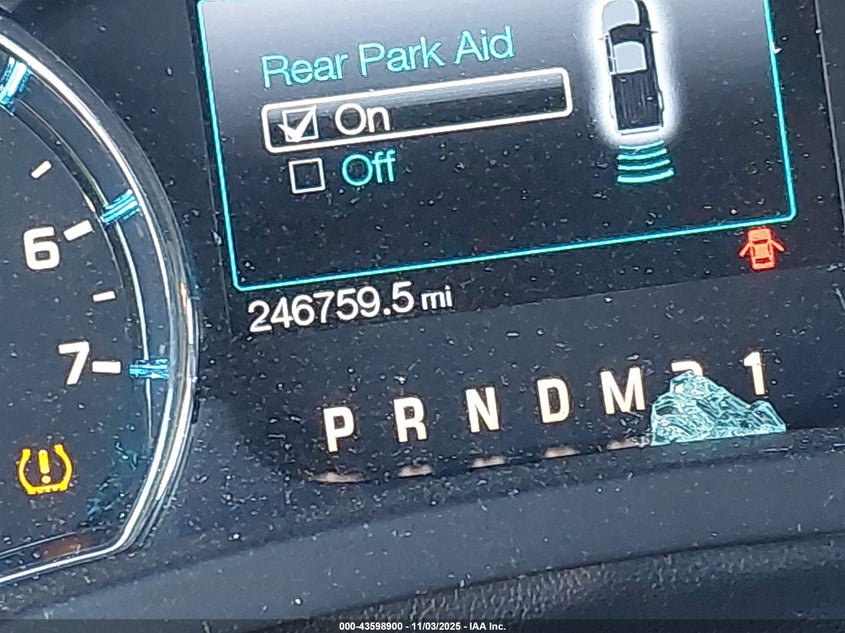 Rear Park Aid
On
Off
6
246759.5 mi
7
P R N D M 1
000-43598900 - 11/03/2025 - IAA Inc.